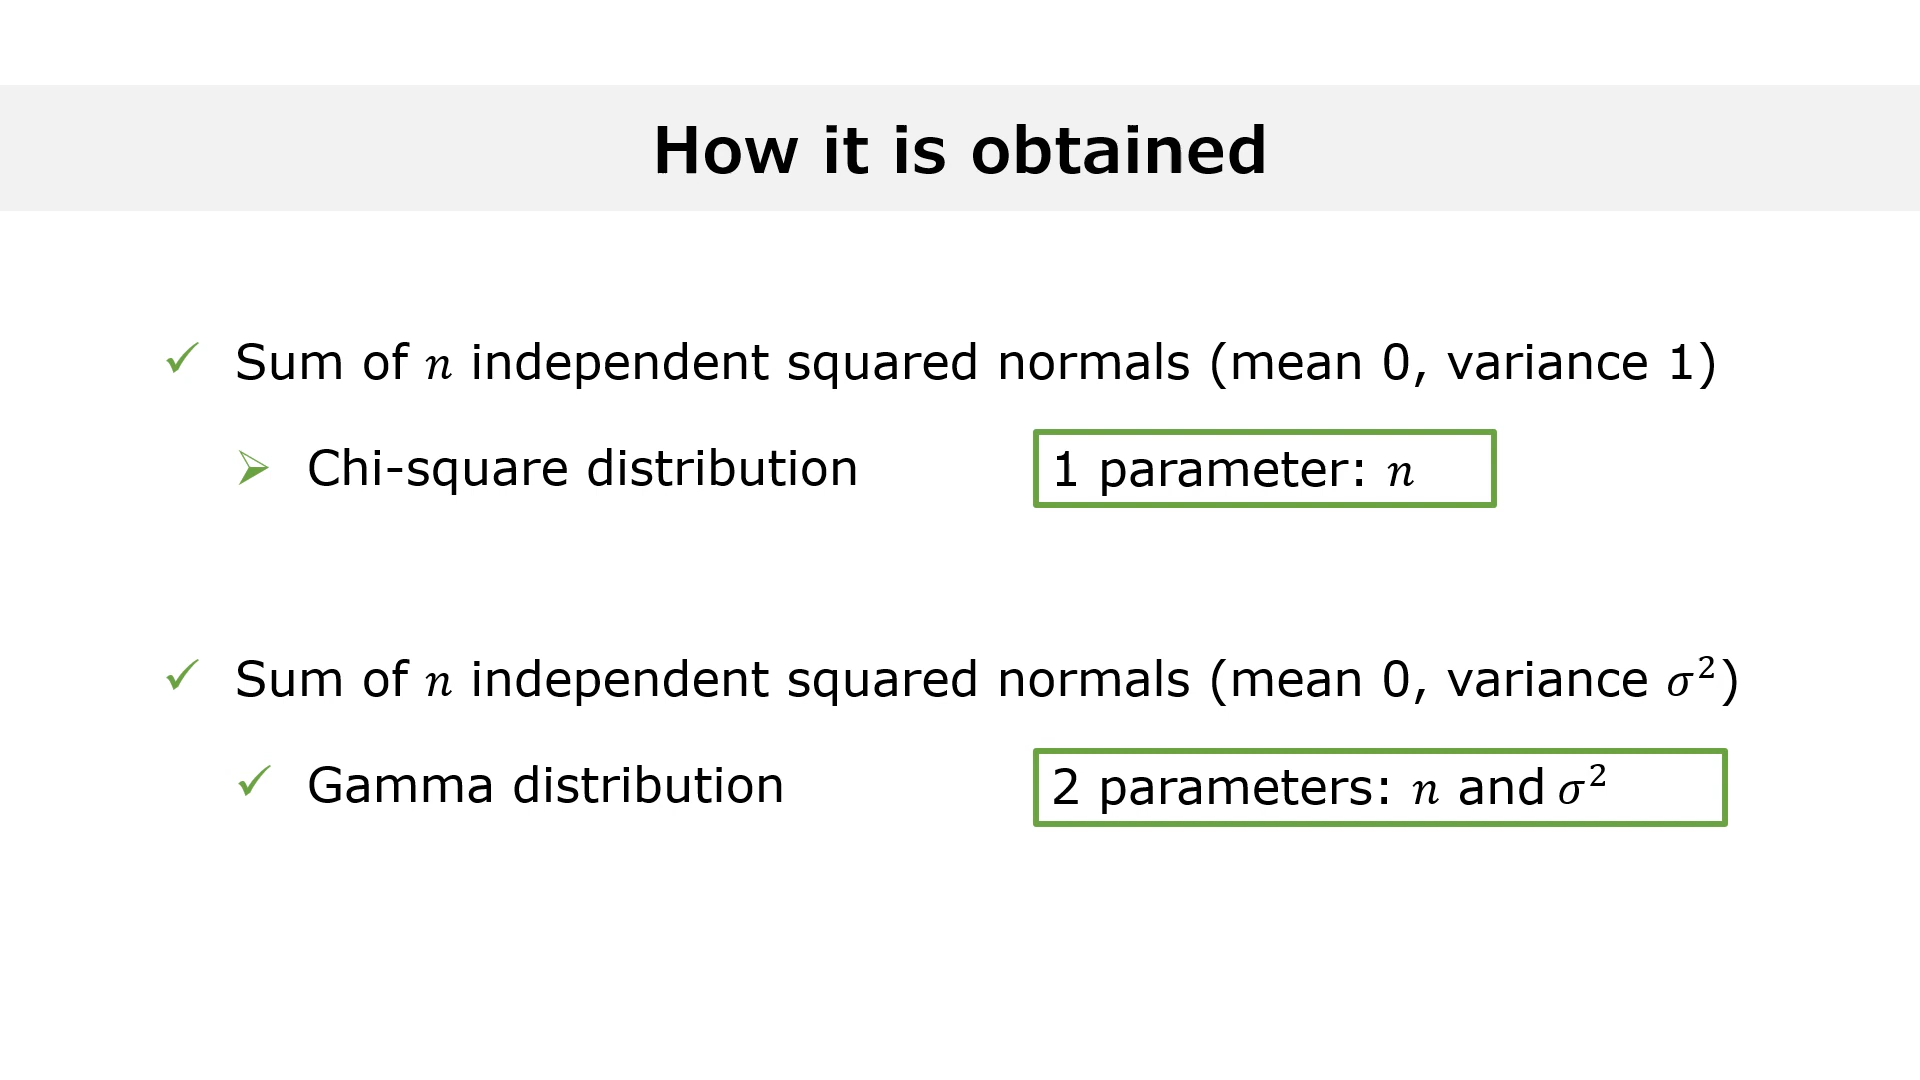 How it is obtained
Sum of n independent squared normals (mean 0, variance 1)
Chi-square distribution
1 parameter: n
Sum of n independent squared normals (mean 0, variance σ²)
Gamma distribution
2 parameters: n and σ²